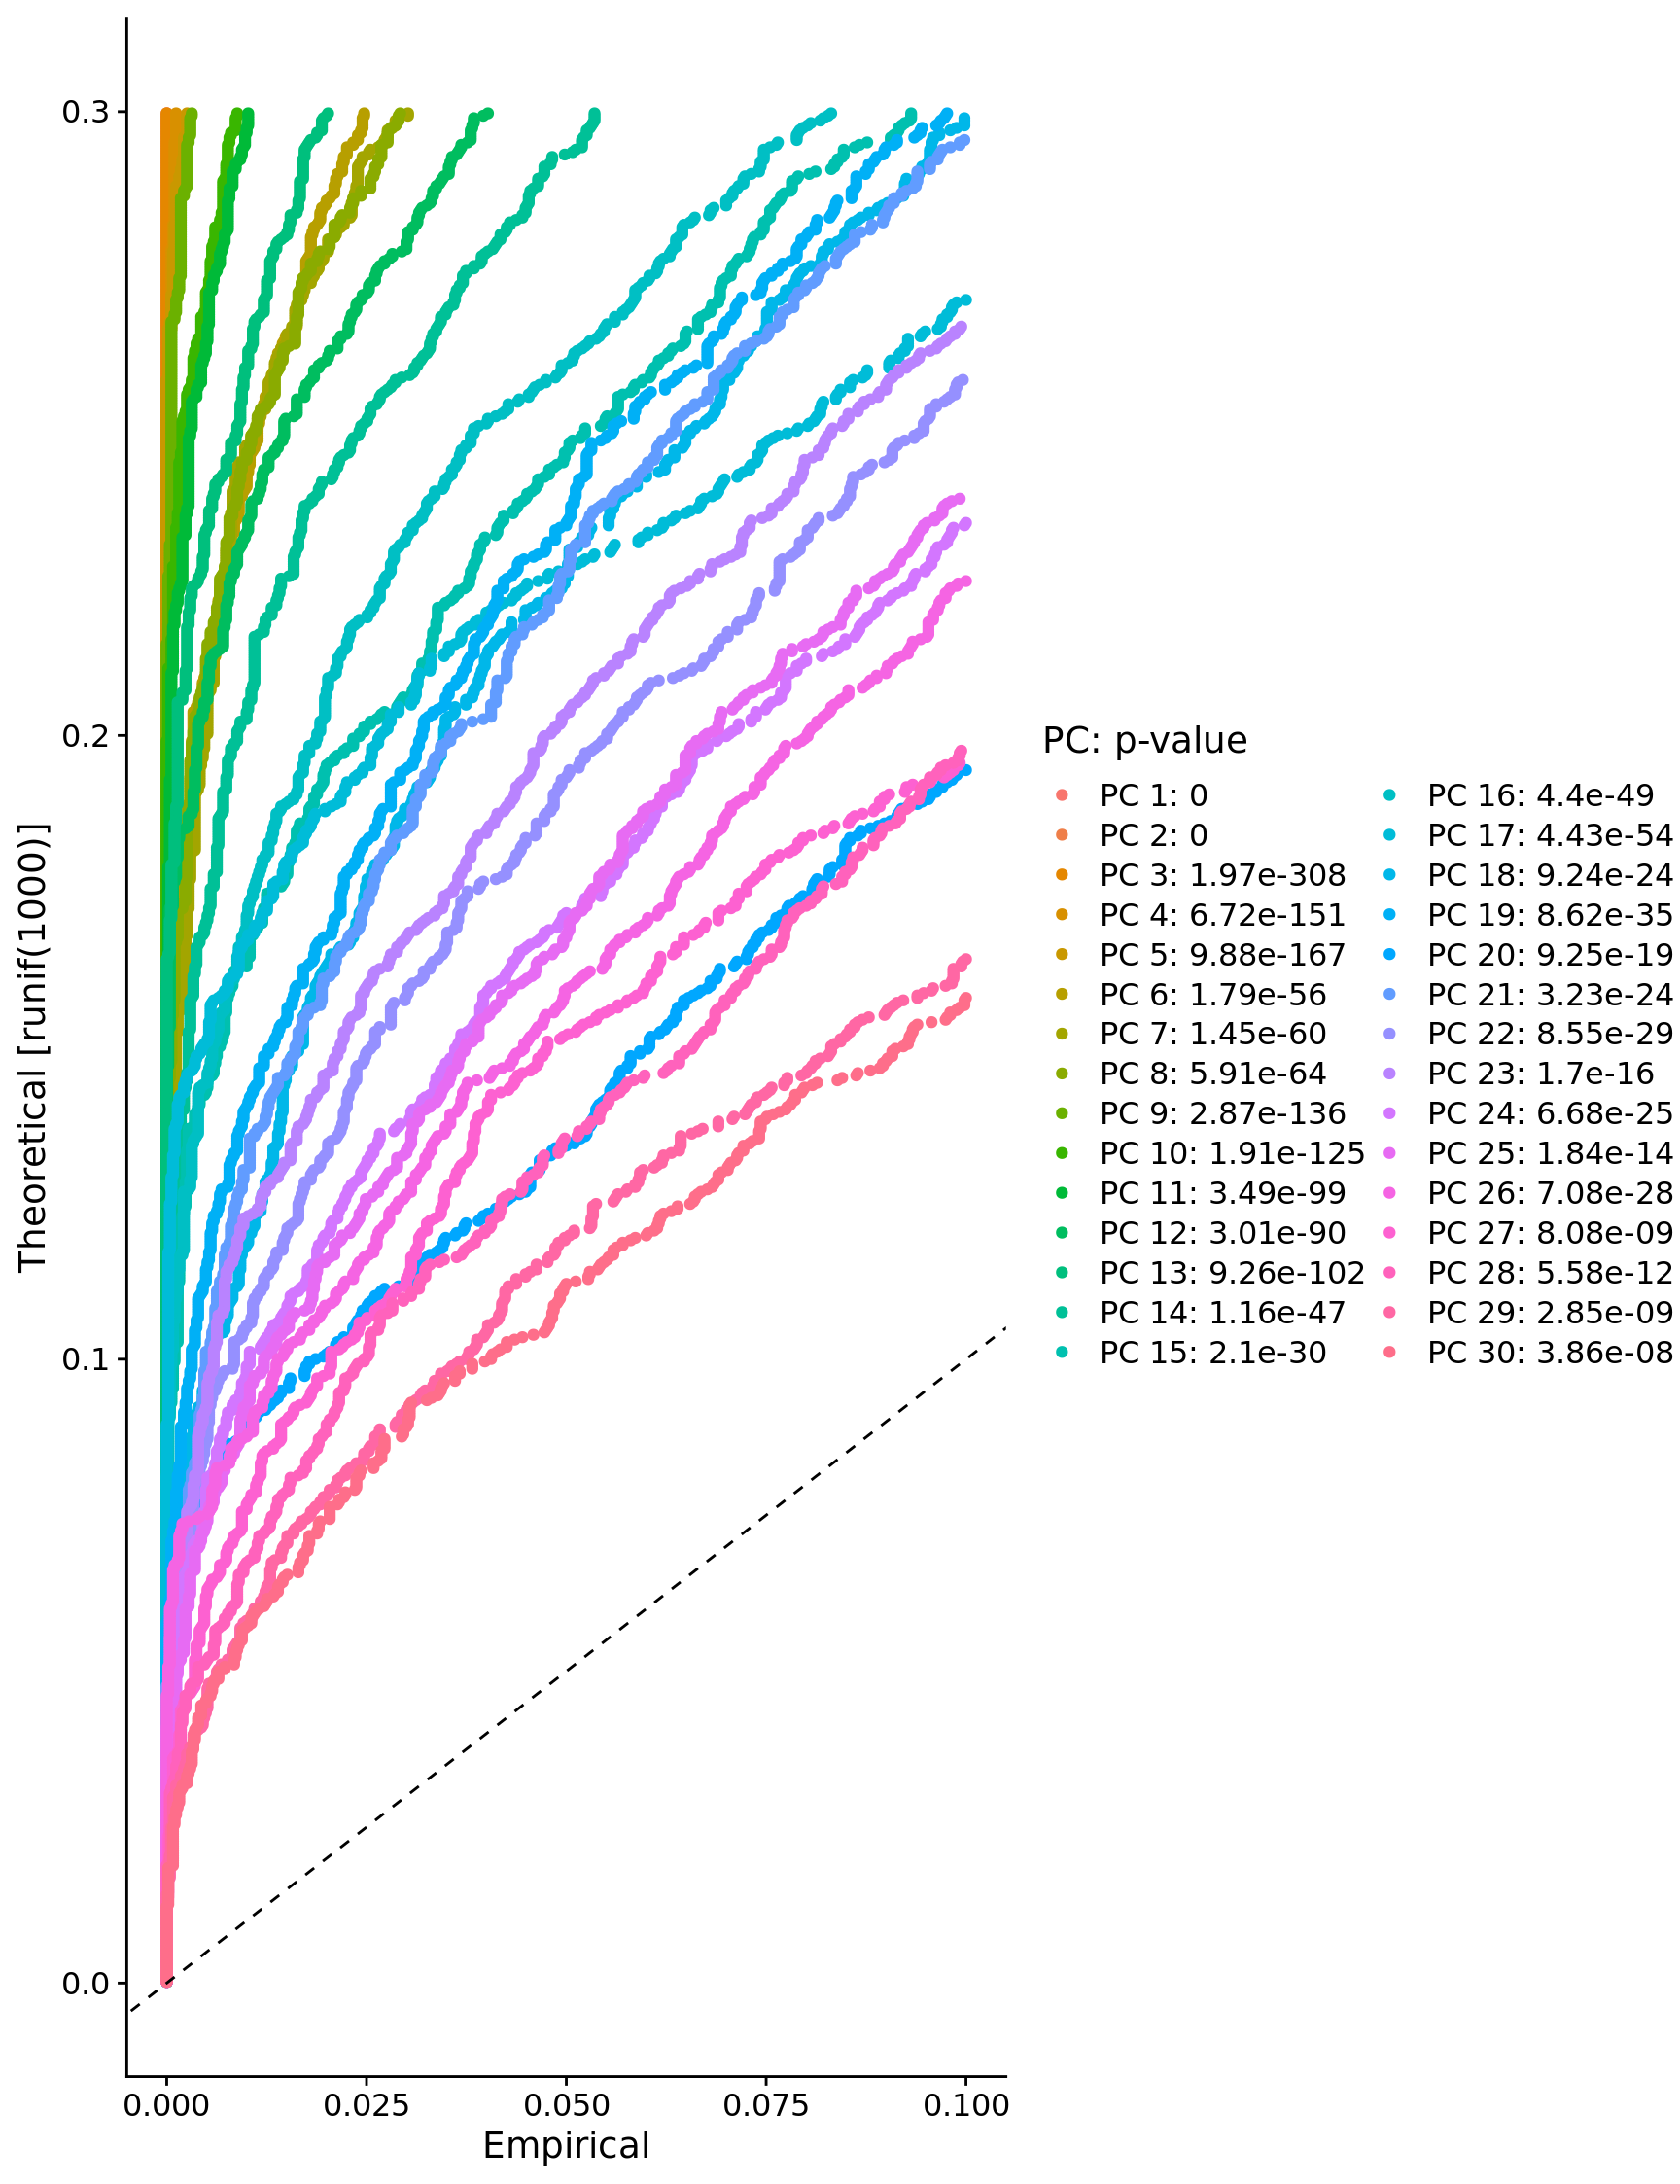 0.3
0.2
0.1
0.0
Theoretical [runif(1000)]
0.000 0.025 0.050 0.075 0.100
Empirical
PC: p-value
PC 1: 0
PC 2: 0
PC 3: 1.97e-308
PC 4: 6.72e-151
PC 5: 9.88e-167
PC 6: 1.79e-56
PC 7: 1.45e-60
PC 8: 5.91e-64
PC 9: 2.87e-136
PC 10: 1.91e-125
PC 11: 3.49e-99
PC 12: 3.01e-90
PC 13: 9.26e-102
PC 14: 1.16e-47
PC 15: 2.1e-30
PC 16: 4.4e-49
PC 17: 4.43e-54
PC 18: 9.24e-24
PC 19: 8.62e-35
PC 20: 9.25e-19
PC 21: 3.23e-24
PC 22: 8.55e-29
PC 23: 1.7e-16
PC 24: 6.68e-25
PC 25: 1.84e-14
PC 26: 7.08e-28
PC 27: 8.08e-09
PC 28: 5.58e-12
PC 29: 2.85e-09
PC 30: 3.86e-08